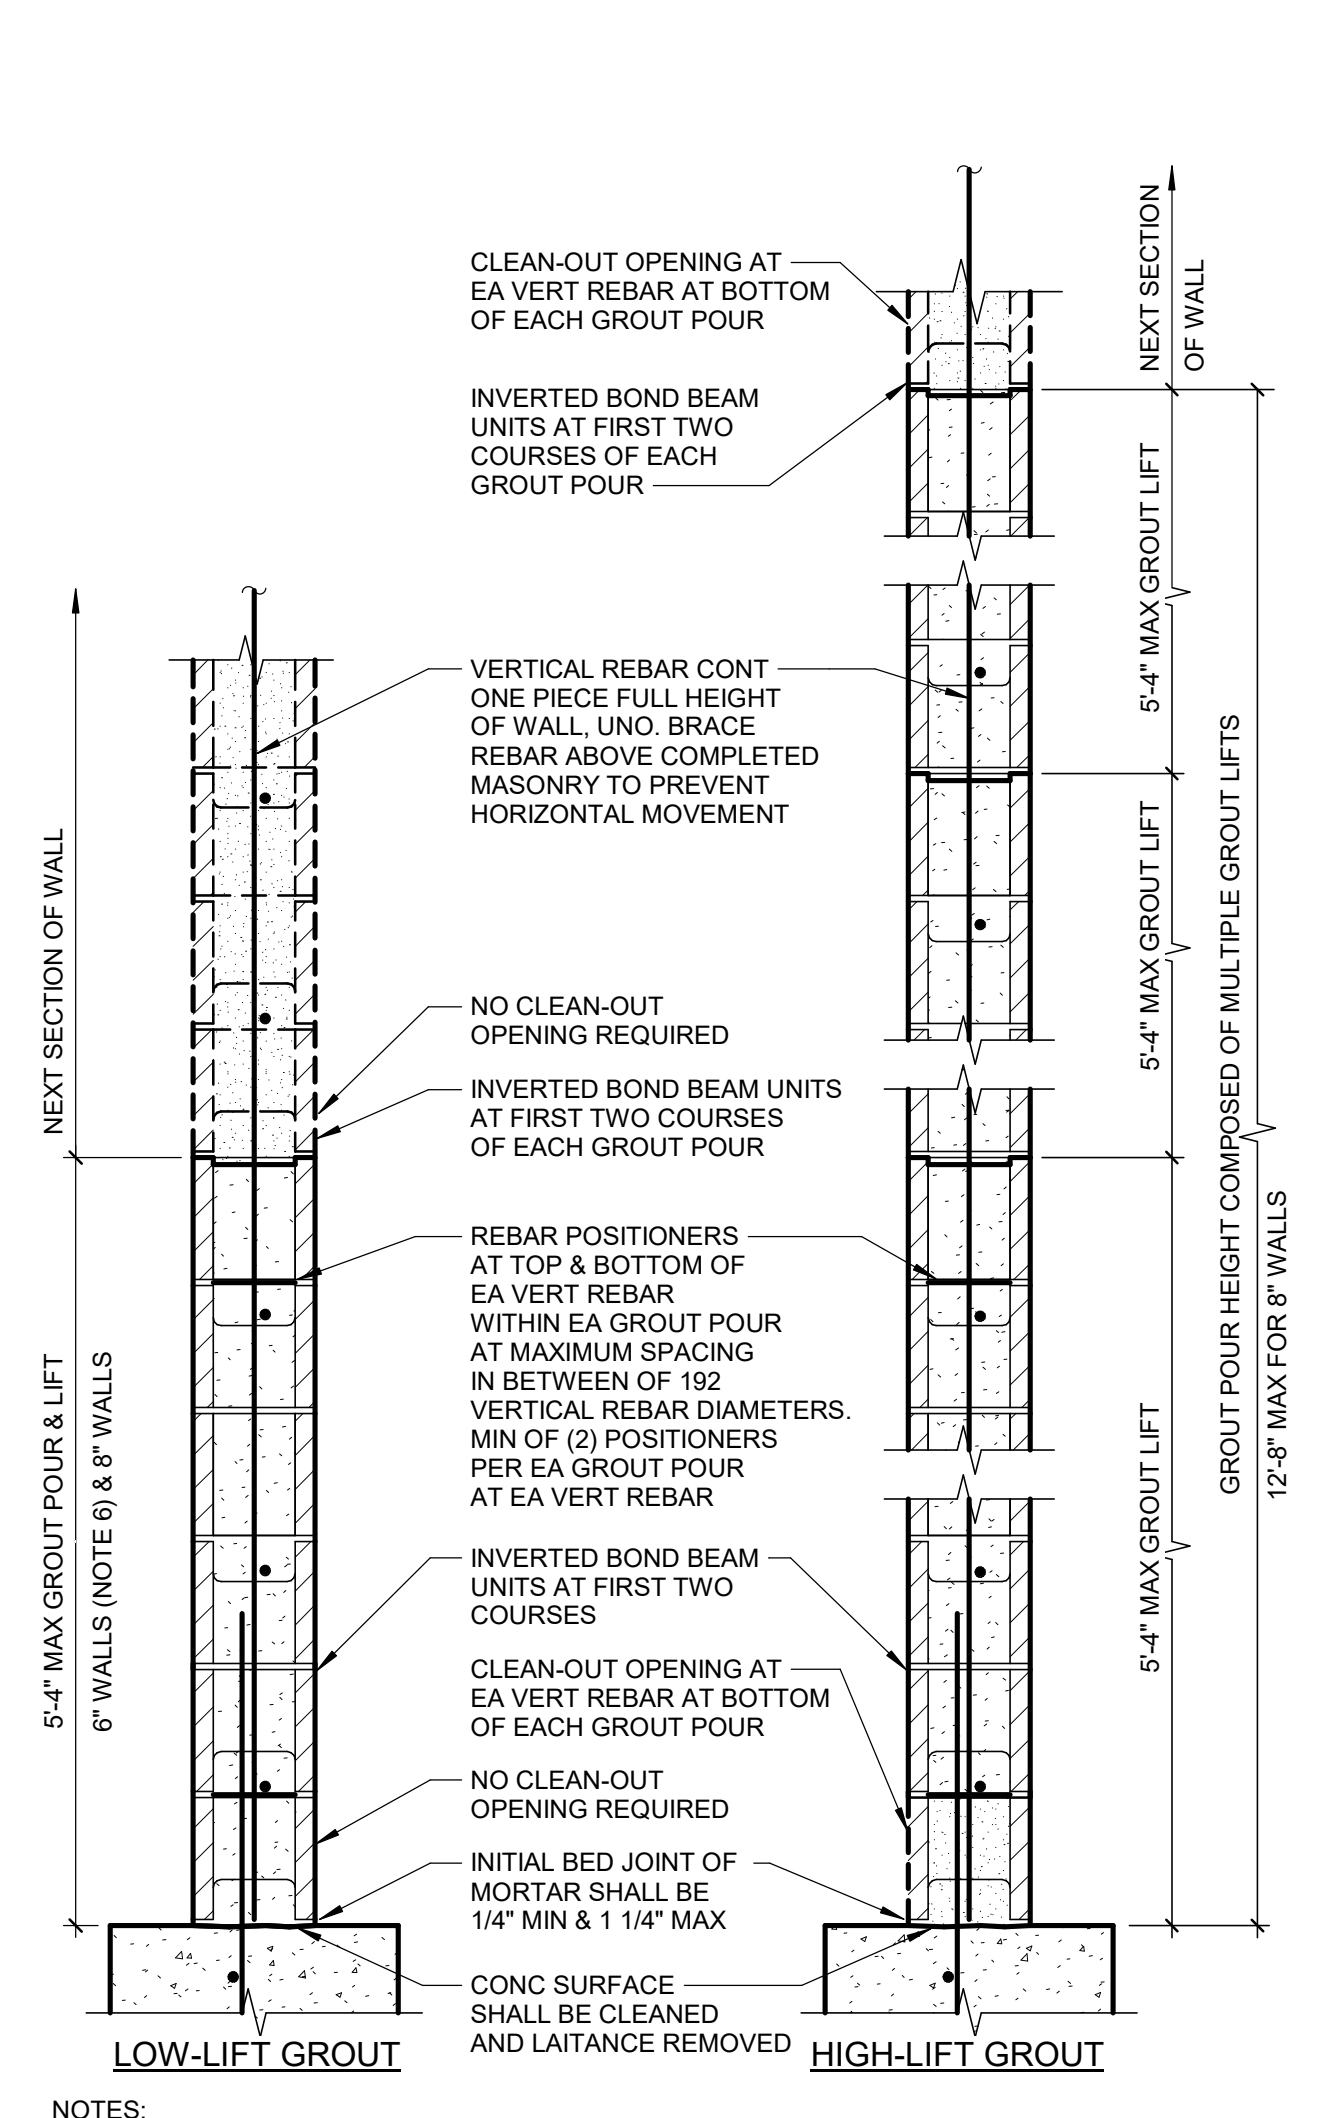 CLEAN-OUT OPENING AT
EA VERT REBAR AT BOTTOM
OF EACH GROUT POUR
INVERTED BOND BEAM
UNITS AT FIRST TWO
COURSES OF EACH
GROUT POUR
VERTICAL REBAR CONT
ONE PIECE FULL HEIGHT
OF WALL, UNO. BRACE
REBAR ABOVE COMPLETED
MASONRY TO PREVENT
HORIZONTAL MOVEMENT
NO CLEAN-OUT
OPENING REQUIRED
INVERTED BOND BEAM UNITS
AT FIRST TWO COURSES
OF EACH GROUT POUR
REBAR POSITIONERS
AT TOP & BOTTOM OF
EA VERT REBAR
WITHIN EA GROUT POUR
AT MAXIMUM SPACING
IN BETWEEN OF 192
VERTICAL REBAR DIAMETERS.
MIN OF (2) POSITIONERS
PER EA GROUT POUR
AT EA VERT REBAR
INVERTED BOND BEAM
UNITS AT FIRST TWO
COURSES
CLEAN-OUT OPENING AT
EA VERT REBAR AT BOTTOM
OF EACH GROUT POUR
NO CLEAN-OUT
OPENING REQUIRED
INITIAL BED JOINT OF
MORTAR SHALL BE
1/4" MIN & 1 1/4" MAX
CONC SURFACE
SHALL BE CLEANED
AND LAITANCE REMOVED
NEXT SECTION OF WALL
5'-4" MAX GROUT POUR & LIFT
6" WALLS (NOTE 6) & 8" WALLS
NEXT SECTION
OF WALL
5'-4" MAX GROUT LIFT
5'-4" MAX GROUT LIFT
5'-4" MAX GROUT LIFT
GROUT POUR HEIGHT COMPOSED OF MULTIPLE GROUT LIFTS
12'-8" MAX FOR 8" WALLS
LOW-LIFT GROUT
HIGH-LIFT GROUT
NOTES: